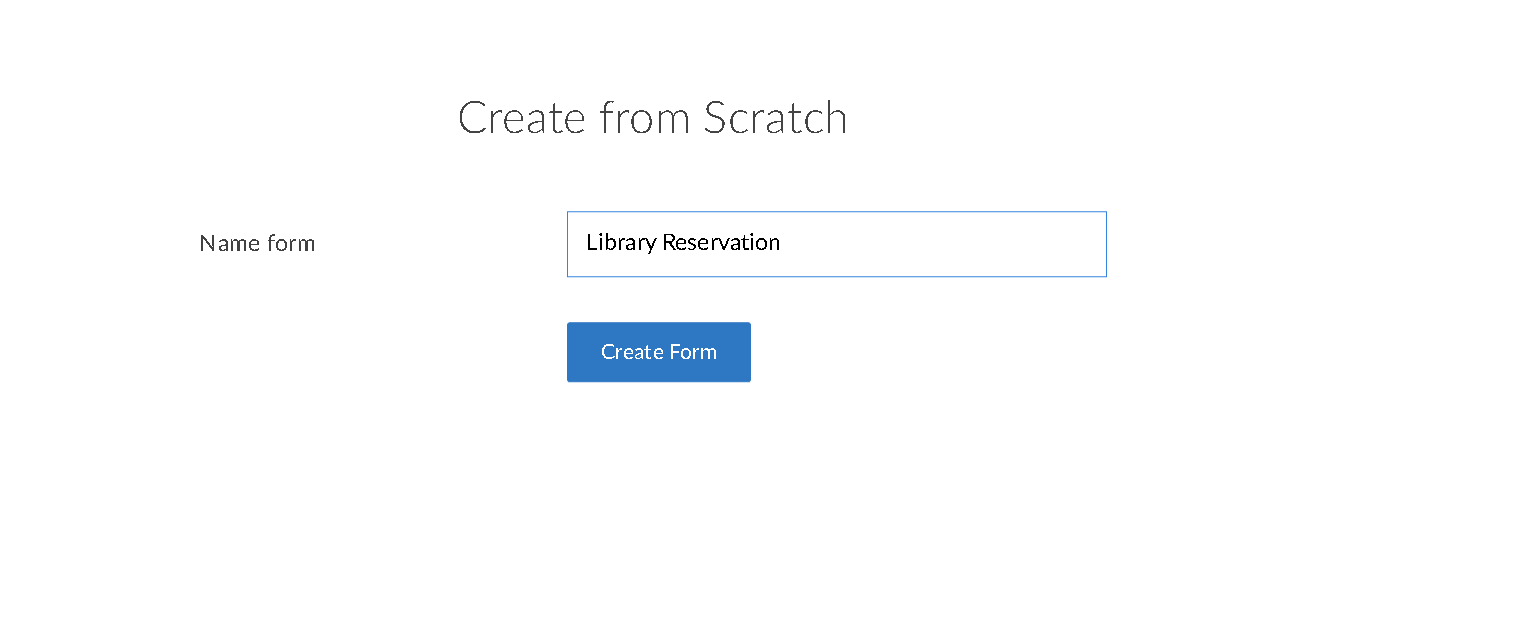 Create from Scratch
Name form
Library Reservation
Create Form